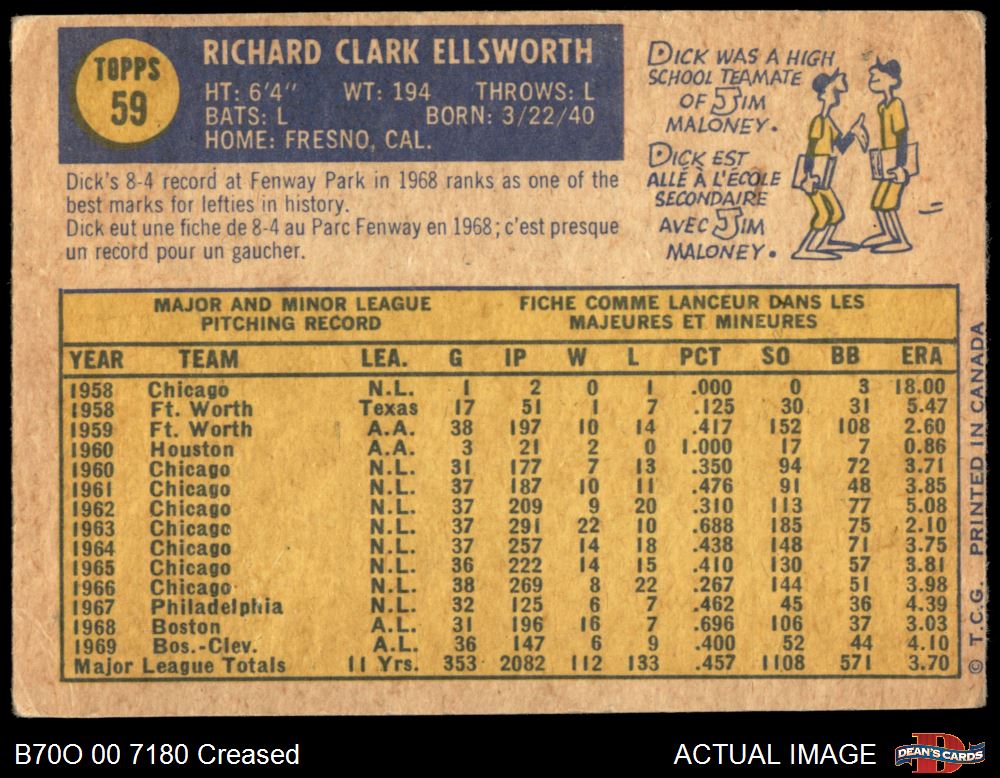 TOPPS
59
RICHARD CLARK ELLSWORTH
HT: 6'4" WT: 194 THROWS: L
BATS: L BORN: 3/22/40
HOME: FRESNO, CAL.
Dick's 8-4 record at Fenway Park in 1968 ranks as one of the
best marks for lefties in history.
Dick eut une fiche de 8-4 au Parc Fenway en 1968; c'est presque
un record pour un gaucher.
DICK WAS A HIGH
SCHOOL TEAMATE
OF JIM
MALONEY.
DICK EST
ALLÉ À L'ÉCOLE
SECONDAIRE
AVEC JIM
MALONEY.
MAJOR AND MINOR LEAGUE
PITCHING RECORD
FICHE COMME LANCEUR DANS LES
MAJEURES ET MINEURES
YEAR TEAM LEA. G IP W L PCT SO BB ERA
1958 Chicago N.L. 1 2 0 1 .000 0 3 18.00
1958 Ft. Worth Texas 17 51 1 7 .125 30 31 5.47
1959 Ft. Worth A.A. 38 197 10 14 .417 152 108 2.60
1960 Houston A.A. 3 21 2 0 1.000 17 7 0.86
1960 Chicago N.L. 31 177 7 13 .350 94 72 3.71
1961 Chicago N.L. 37 187 10 11 .476 91 48 3.85
1962 Chicago N.L. 37 209 9 20 .310 113 77 5.08
1963 Chicago N.L. 37 291 22 10 .688 185 75 2.10
1964 Chicago N.L. 37 257 14 18 .438 148 71 3.75
1965 Chicago N.L. 36 222 14 15 .410 130 57 3.81
1966 Chicago N.L. 38 269 8 22 .267 144 51 3.98
1967 Philadelphia N.L. 32 125 6 7 .462 45 36 4.39
1968 Boston A.L. 31 196 16 7 .696 106 37 3.03
1969 Bos.-Clev. A.L. 36 147 6 9 .400 52 44 4.10
Major League Totals 11 Yrs. 353 2082 112 133 .457 1108 571 3.70
© T.C.G. PRINTED IN CANADA
B70O 00 7180 Creased
ACTUAL IMAGE
DEAN'S CARDS